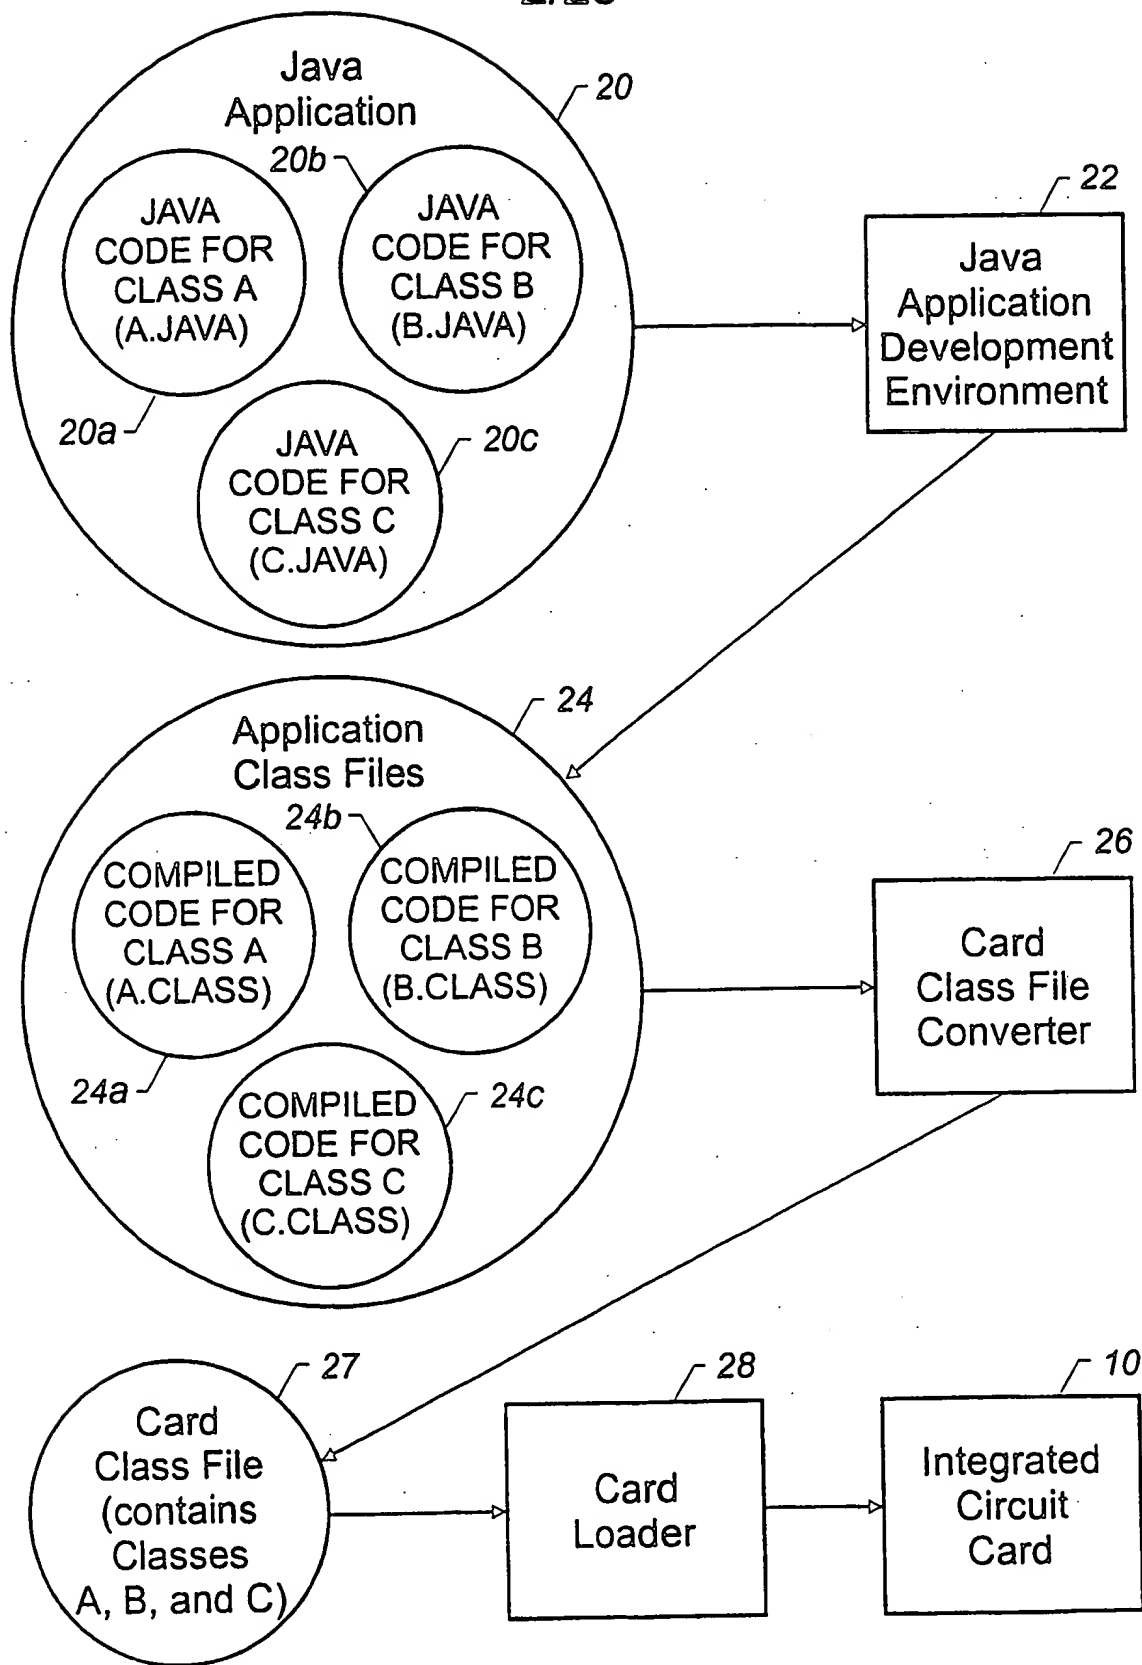 Java
Application
20
20b
JAVA
CODE FOR
CLASS A
(A.JAVA)
JAVA
CODE FOR
CLASS B
(B.JAVA)
20a
JAVA
CODE FOR
CLASS C
(C.JAVA)
20c
22
Java
Application
Development
Environment
24
Application
Class Files
24b
COMPILED
CODE FOR
CLASS A
(A.CLASS)
COMPILED
CODE FOR
CLASS B
(B.CLASS)
24a
COMPILED
CODE FOR
CLASS C
(C.CLASS)
24c
26
Card
Class File
Converter
27
Card
Class File
(contains
Classes
A, B, and C)
28
Card
Loader
10
Integrated
Circuit
Card